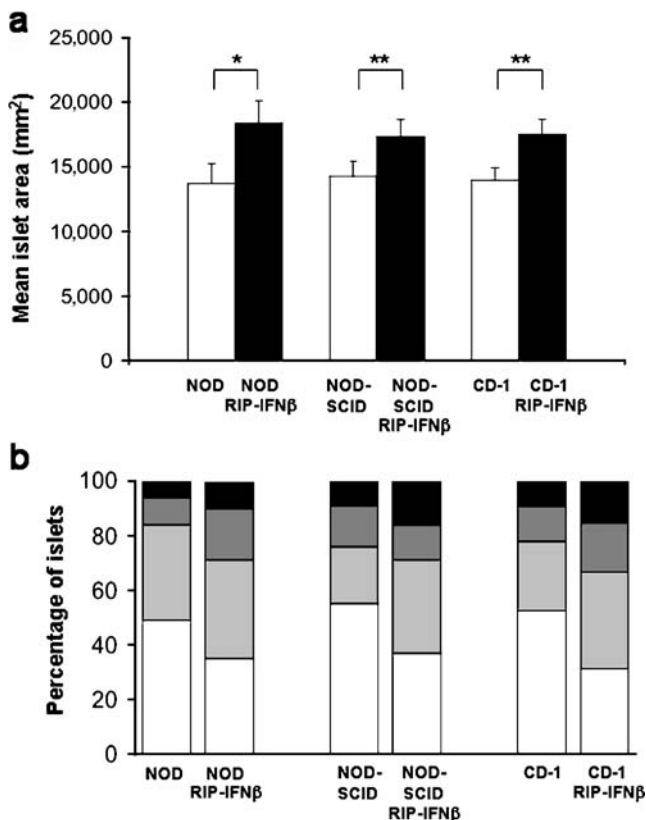 a
Mean islet area (mm²)
25,000
20,000
15,000
10,000
5,000
0
* ** **
NOD NOD NOD- NOD- CD-1 CD-1
RIP-IFNβ SCID SCID RIP-IFNβ
RIP-IFNβ
b
Percentage of islets
100
80
60
40
20
0
NOD NOD NOD- NOD- CD-1 CD-1
RIP-IFNβ SCID SCID RIP-IFNβ
RIP-IFNβ